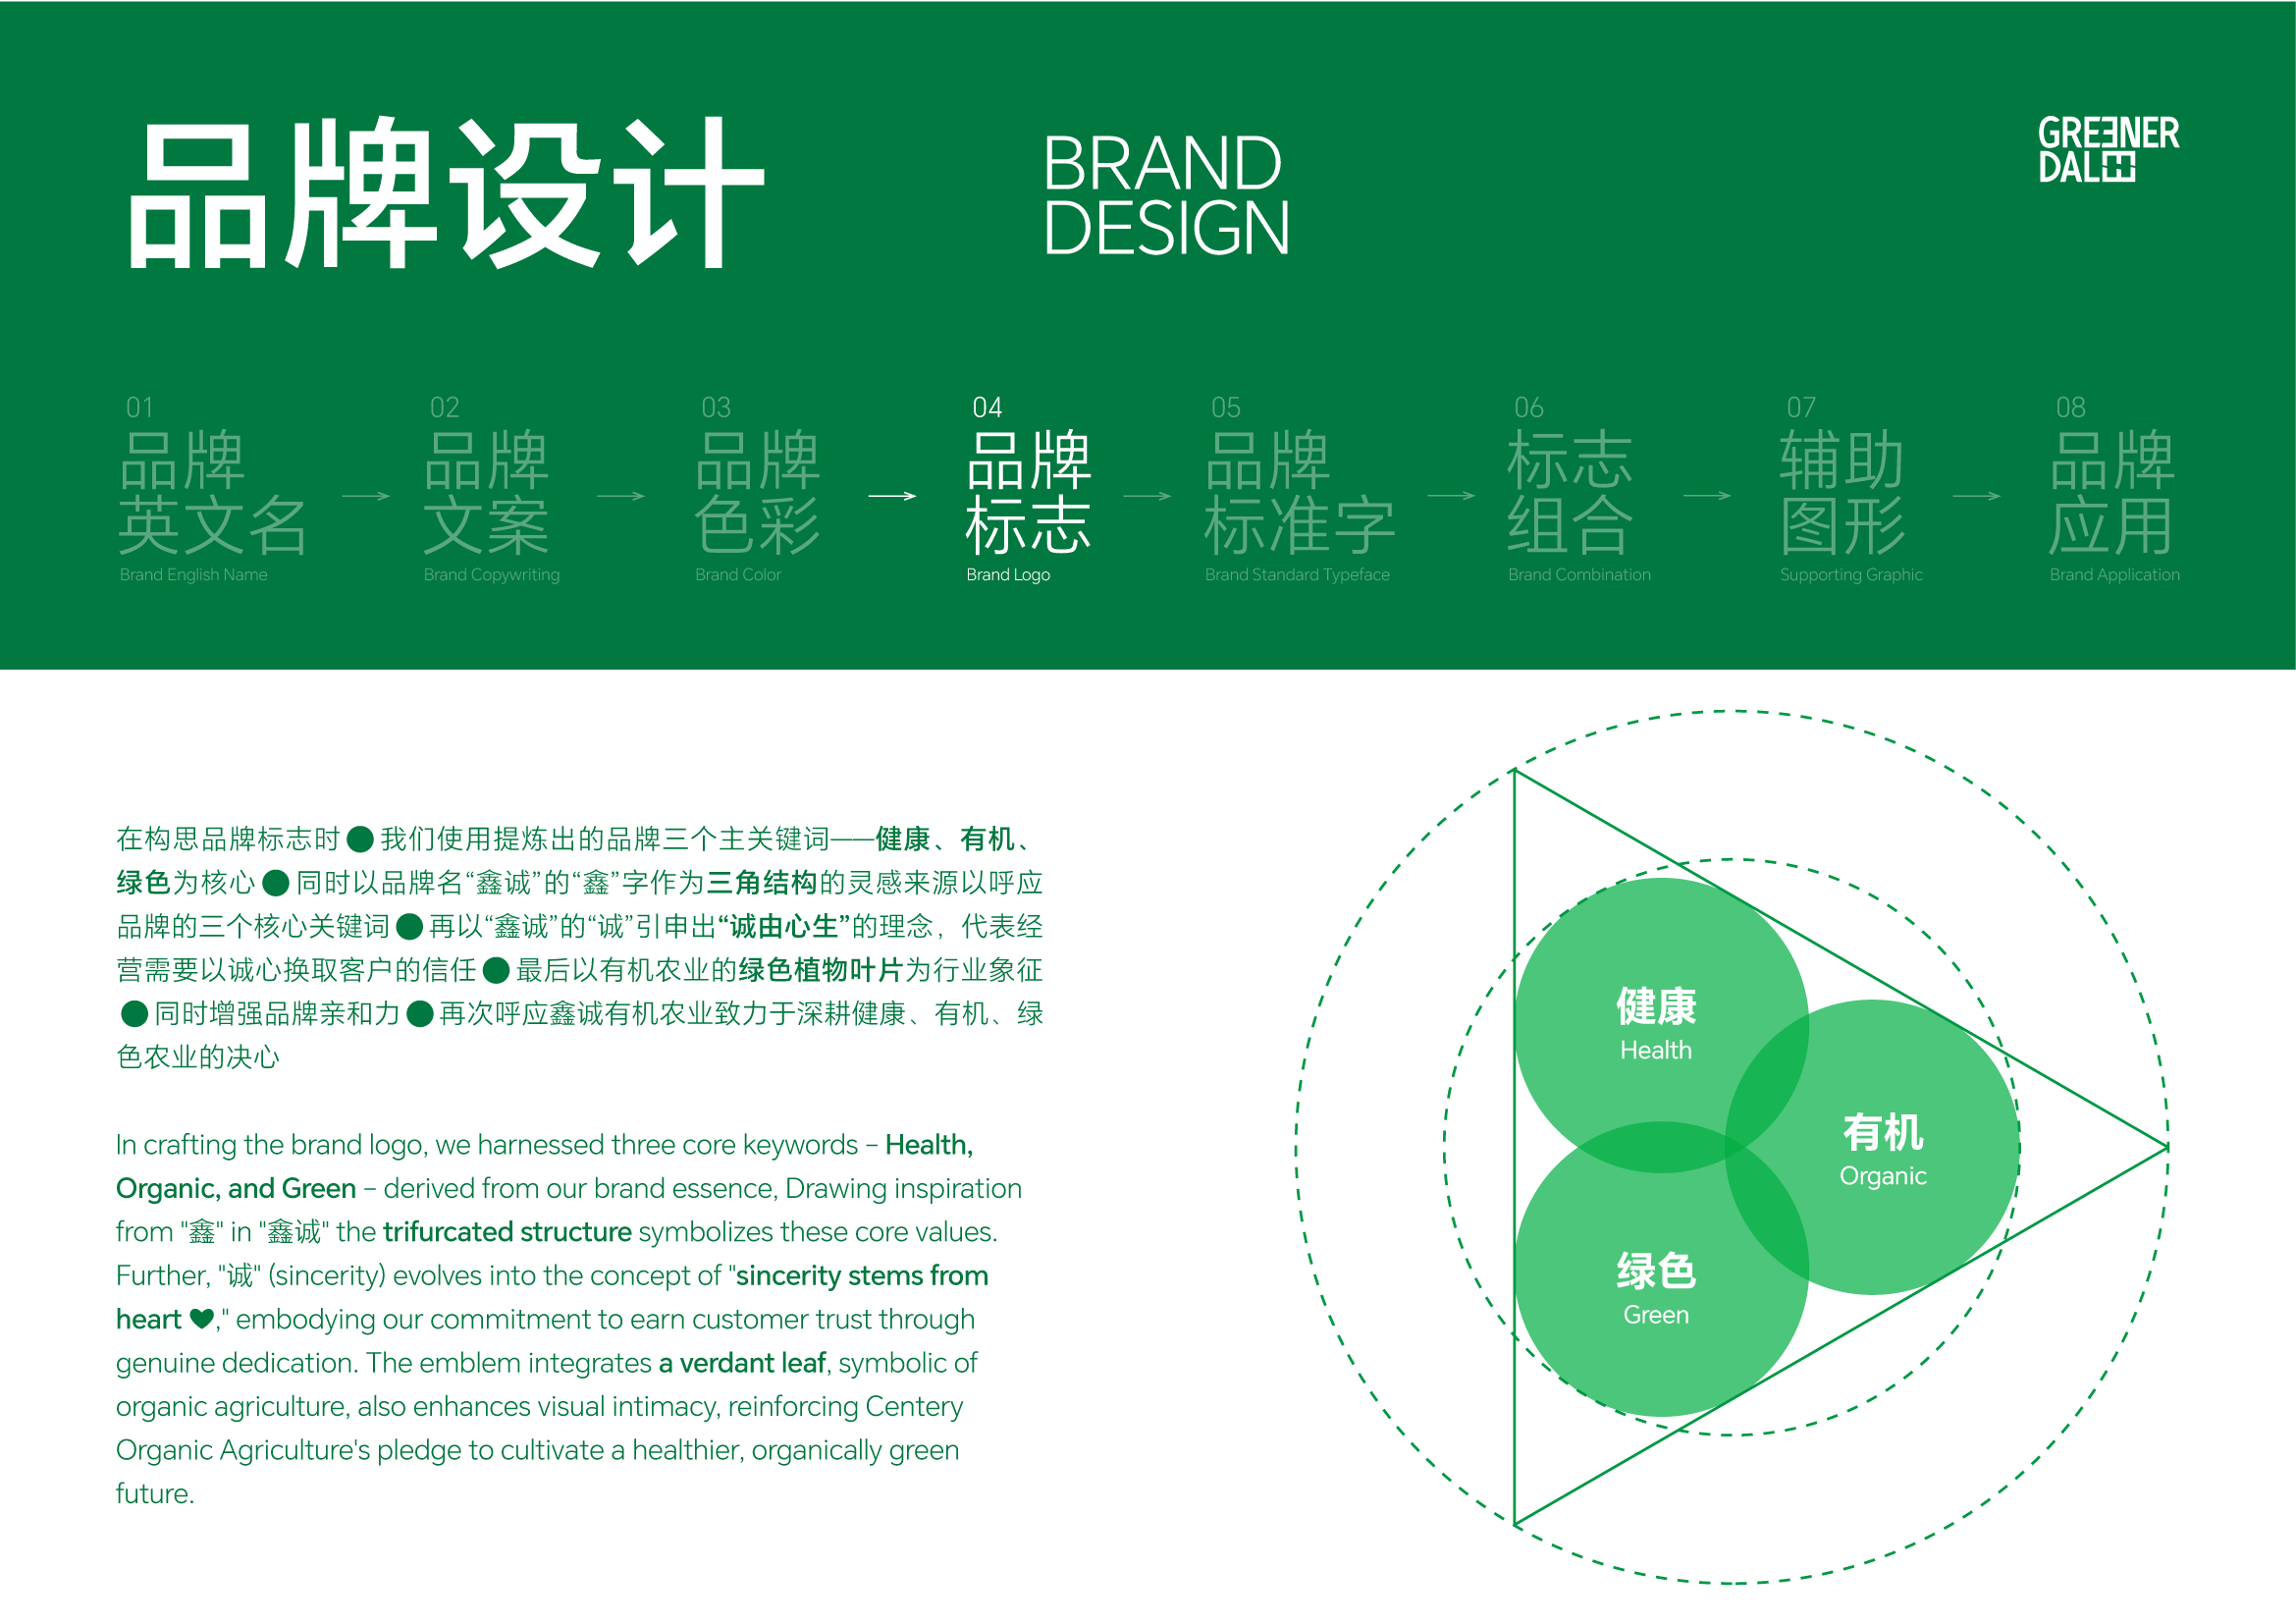 品牌设计
BRAND
DESIGN
GREENER
DALE
01
品牌
英文名
Brand English Name
02
品牌
文案
Brand Copywriting
03
品牌
色彩
Brand Color
04
品牌
标志
Brand Logo
05
品牌
标准字
Brand Standard Typeface
06
标志
组合
Brand Combination
07
辅助
图形
Supporting Graphic
08
品牌
应用
Brand Application
在构思品牌标志时●我们使用提炼出的品牌三个主关键词——健康、有机、
绿色为核心●同时以品牌名“鑫诚”的“鑫”字作为三角结构的灵感来源以呼应
品牌的三个核心关键词●再以“鑫诚”的“诚”引申出“诚由心生”的理念，代表经
营需要以诚心换取客户的信任●最后以有机农业的绿色植物叶片为行业象征
●同时增强品牌亲和力●再次呼应鑫诚有机农业致力于深耕健康、有机、绿
色农业的决心
In crafting the brand logo, we harnessed three core keywords – Health,
Organic, and Green – derived from our brand essence, Drawing inspiration
from "鑫" in "鑫诚" the trifurcated structure symbolizes these core values.
Further, "诚" (sincerity) evolves into the concept of "sincerity stems from
heart ♥," embodying our commitment to earn customer trust through
genuine dedication. The emblem integrates a verdant leaf, symbolic of
organic agriculture, also enhances visual intimacy, reinforcing Centery
Organic Agriculture's pledge to cultivate a healthier, organically green
future.
健康
Health
有机
Organic
绿色
Green